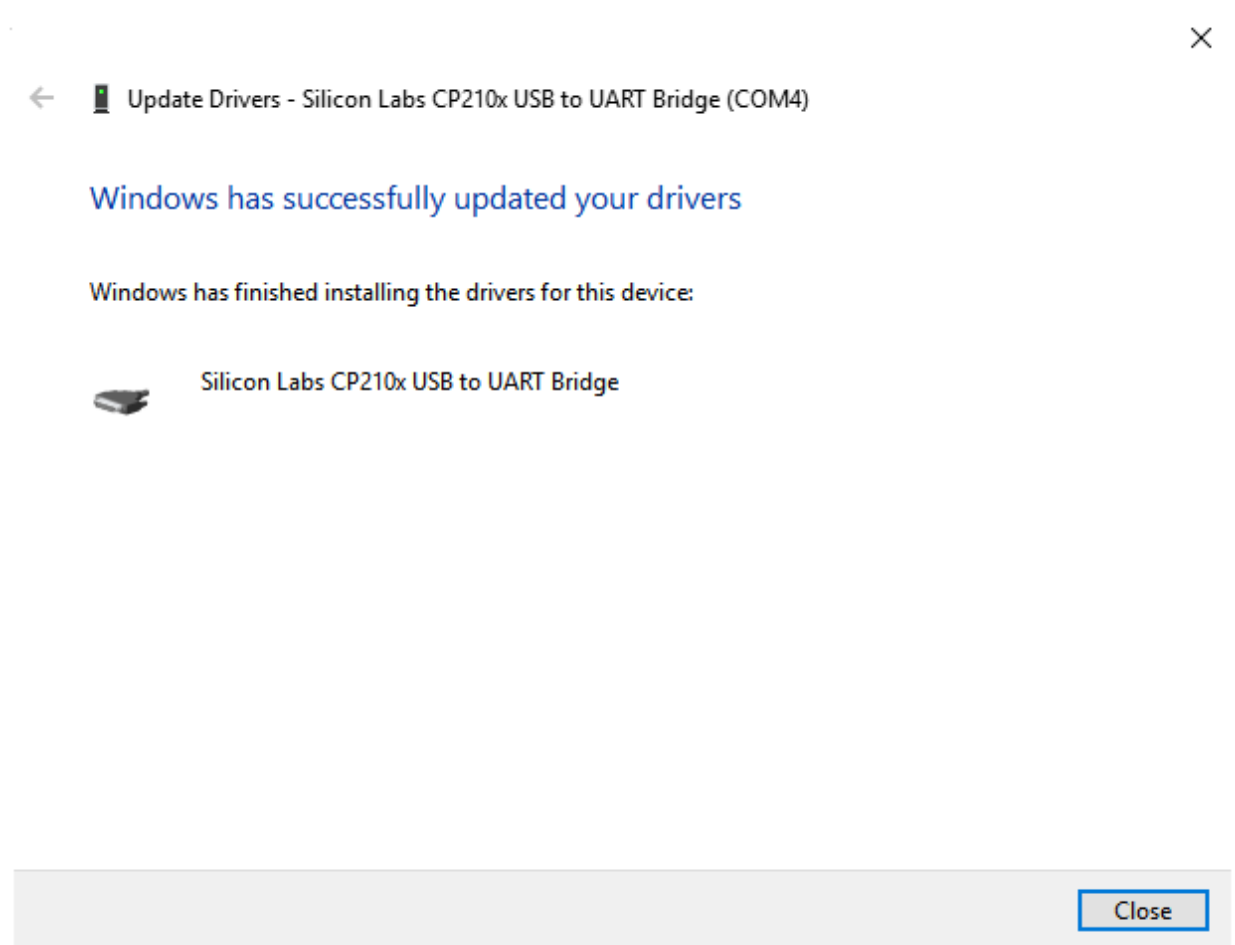 Update Drivers - Silicon Labs CP210x USB to UART Bridge (COM4)
Windows has successfully updated your drivers
Windows has finished installing the drivers for this device:
Silicon Labs CP210x USB to UART Bridge
Close